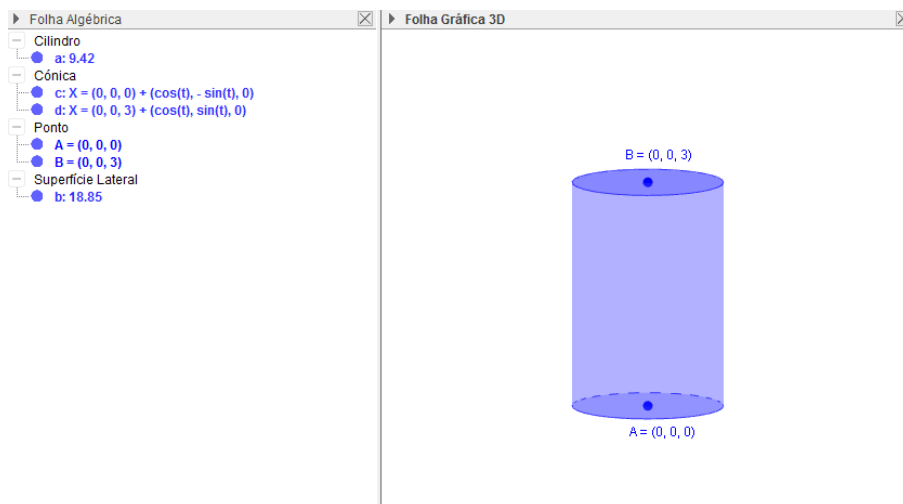 Folha Algébrica
Cilindro
a: 9.42
Cónica
c: X = (0, 0, 0) + (cos(t), - sin(t), 0)
d: X = (0, 0, 3) + (cos(t), sin(t), 0)
Ponto
A = (0, 0, 0)
B = (0, 0, 3)
Superfície Lateral
b: 18.85
Folha Gráfica 3D
B = (0, 0, 3)
A = (0, 0, 0)